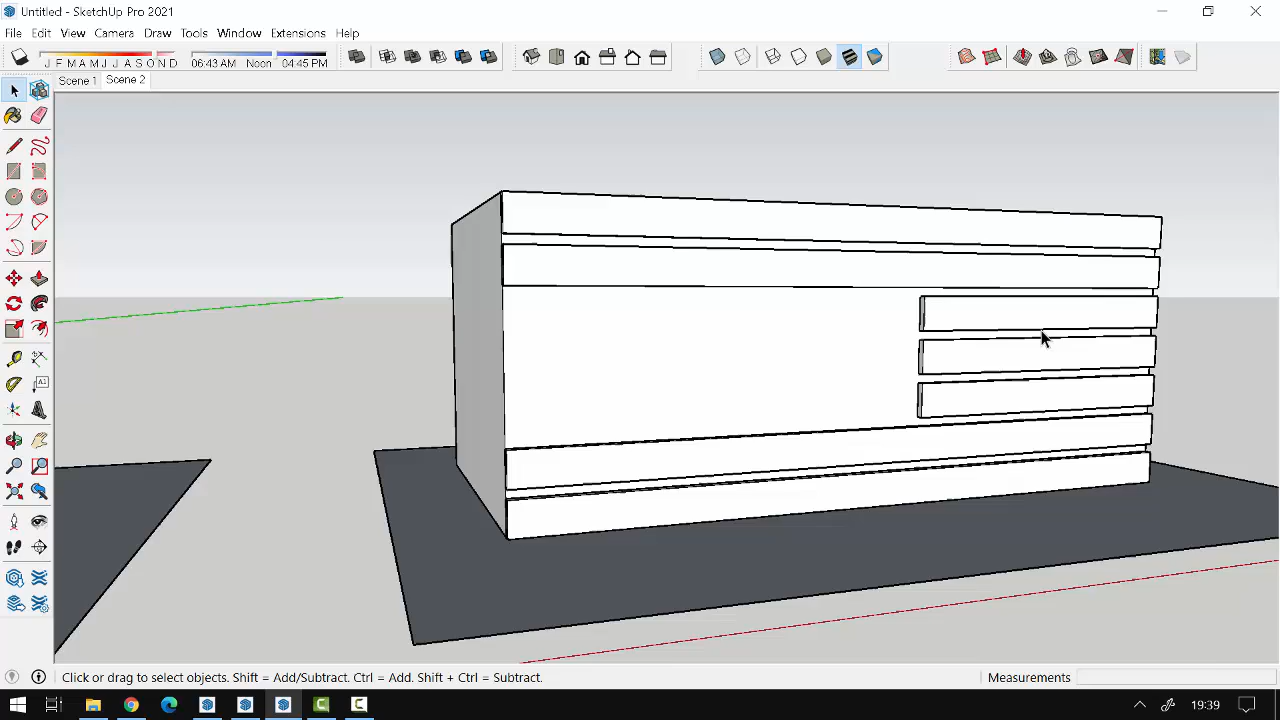 Untitled - SketchUp Pro 2021
File Edit View Camera Draw Tools Window Extensions Help
J F M A M J J A S O N D 06:43 AM Noon 04:45 PM
Scene 1 Scene 2
A1
Click or drag to select objects. Shift = Add/Subtract. Ctrl = Add. Shift + Ctrl = Subtract. Measurements
19:39